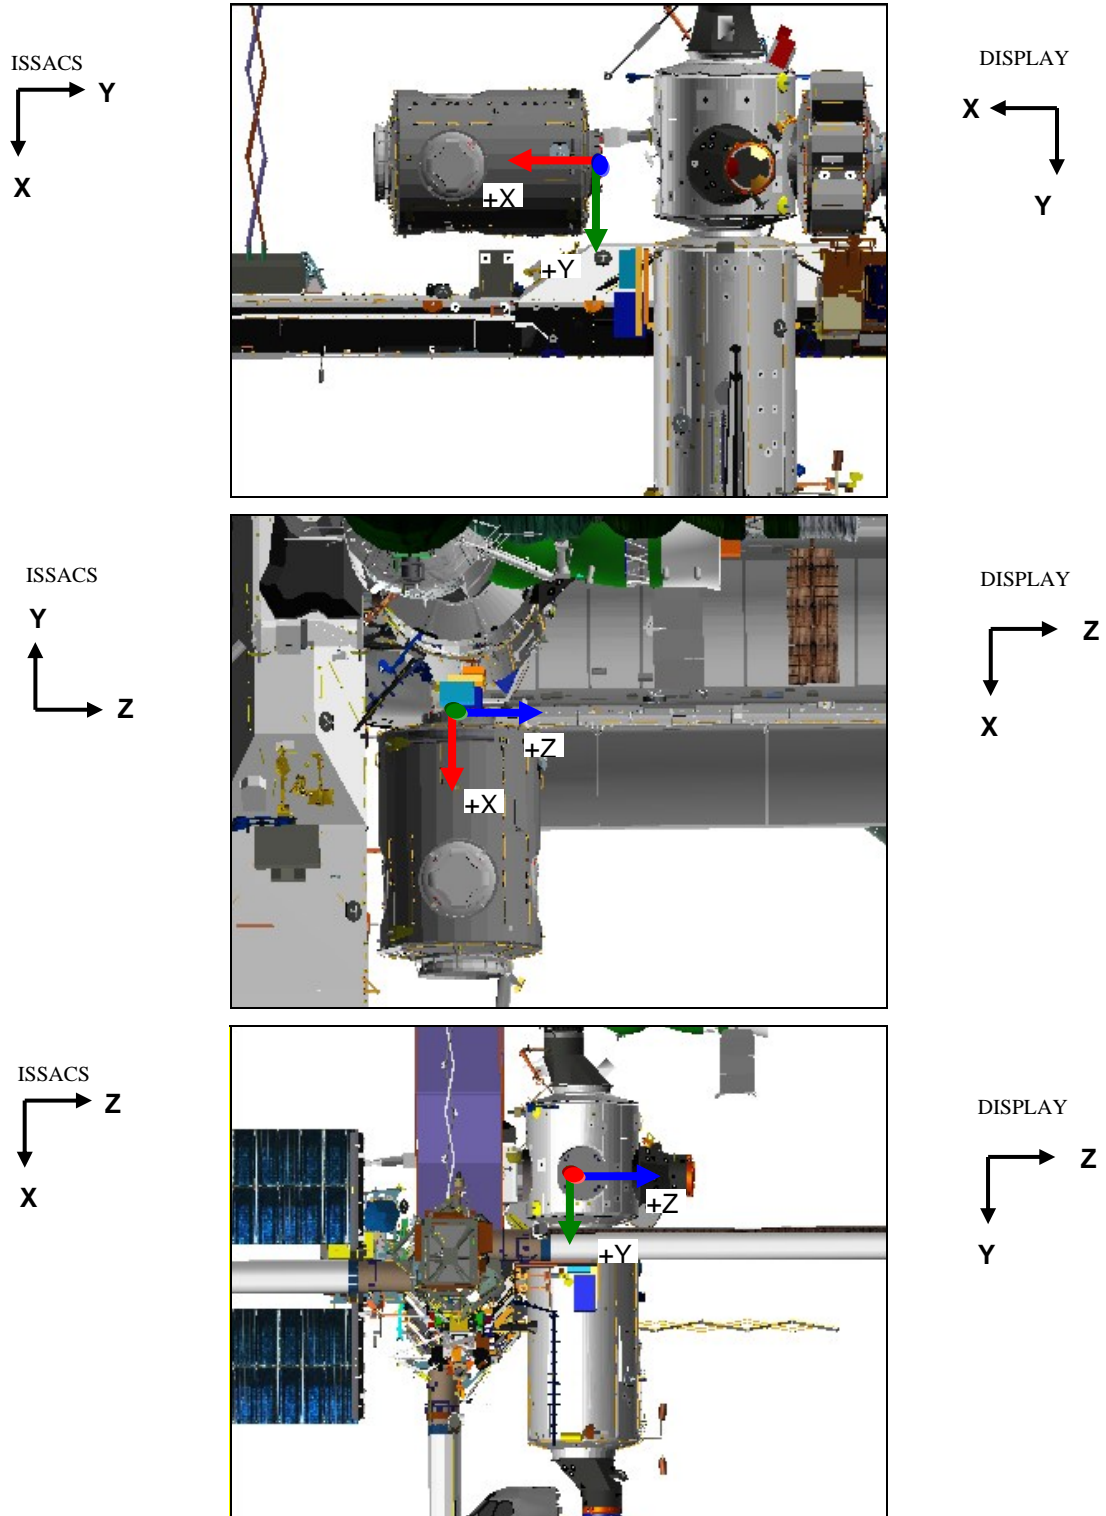 ISSACS
Y
X
DISPLAY
X
Y
+X
+Y
ISSACS
Y
Z
DISPLAY
Z
X
+Z
+X
ISSACS
Z
X
DISPLAY
Z
Y
+Z
+Y